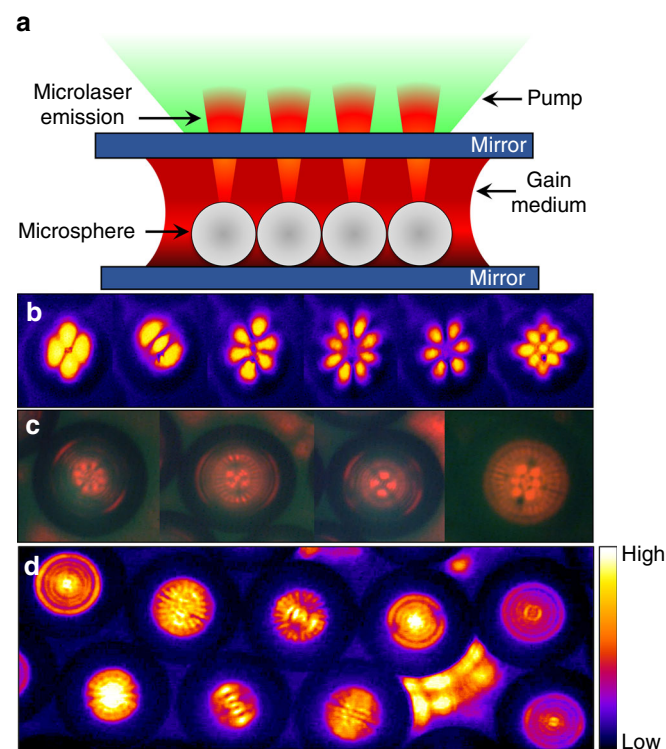 a
Microlaser
emission
Pump
Mirror
Gain
medium
Microsphere
Mirror
b
c
d
High
Low